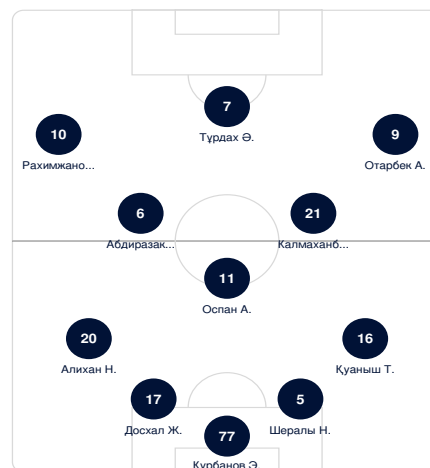 7
Тұрдах Ә.
10
Рахимжано...
9
Отарбек А.
6
Абдиразак...
21
Калмаханб...
11
Оспан А.
20
Алихан Н.
16
Қуаныш Т.
17
Досхал Ж.
5
Шералы Н.
77
Курбанов Э.